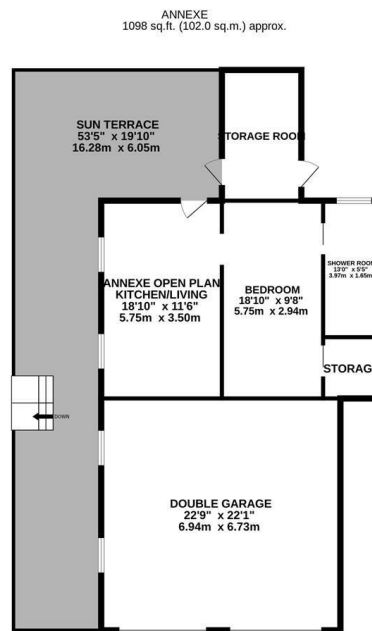 ANNEXE
1098 sq.ft. (102.0 sq.m.) approx.
SUN TERRACE
53'5" x 19'10"
16.28m x 6.05m
STORAGE ROOM
ANNEXE OPEN PLAN
KITCHEN/LIVING
18'10" x 11'6"
5.75m x 3.50m
BEDROOM
18'10" x 9'8"
5.75m x 2.94m
SHOWER ROOM
13'0" x 5'5"
3.97m x 1.65m
STORAG
DOWN
DOUBLE GARAGE
22'9" x 22'1"
6.94m x 6.73m